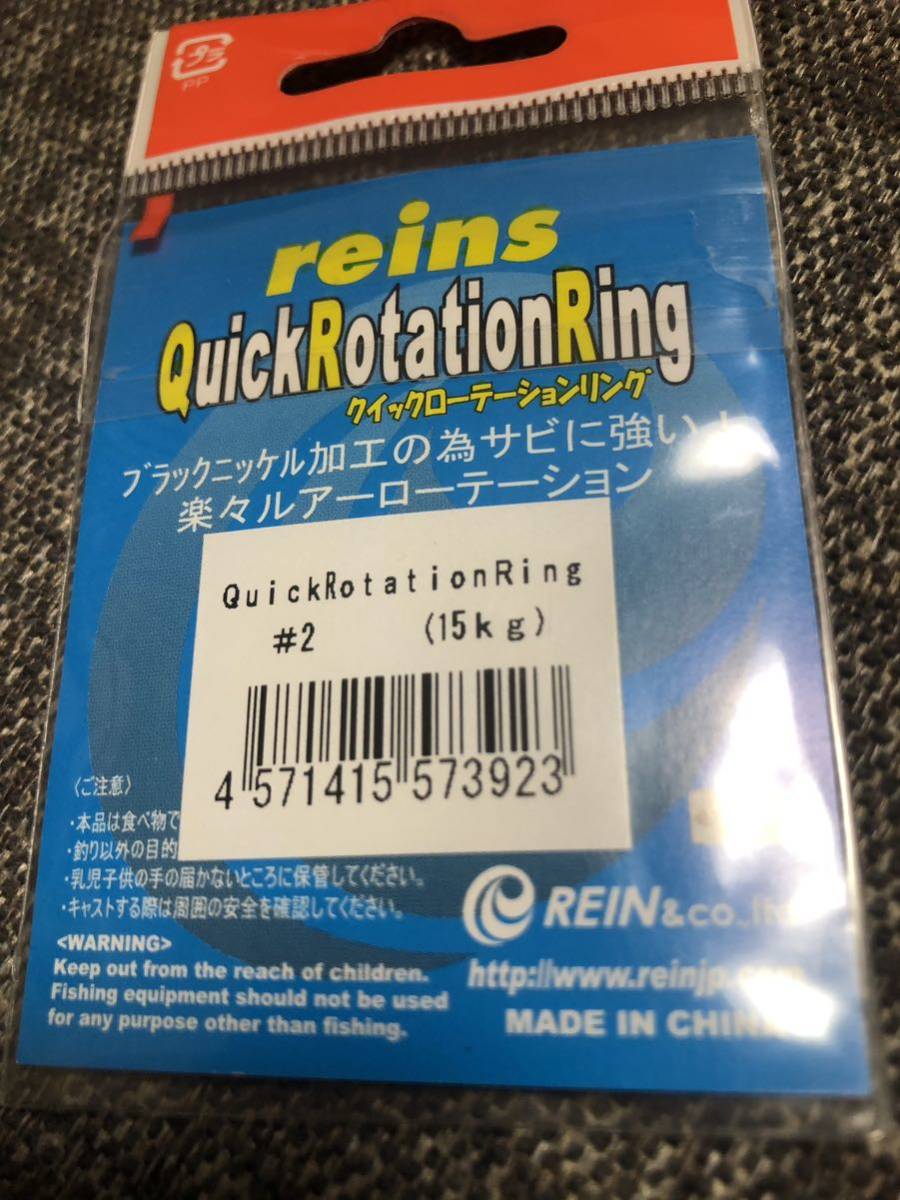 プラ
PP
reins
QuickRotationRing
クイックローテーションリング
ブラックニッケル加工の為サビに強い！
楽々ルアーローテーション
QuickRotationRing
#2 (15kg)
4 571415 573923
〈ご注意〉
・本品は食べ物で
・釣り以外の目的
・乳児子供の手の届かないところに保管してください。
・キャストする際は周囲の安全を確認してください。
<WARNING>
Keep out from the reach of children.
Fishing equipment should not be used
for any purpose other than fishing.
REIN&co.,
http://www.reinjp.com
MADE IN CHINA